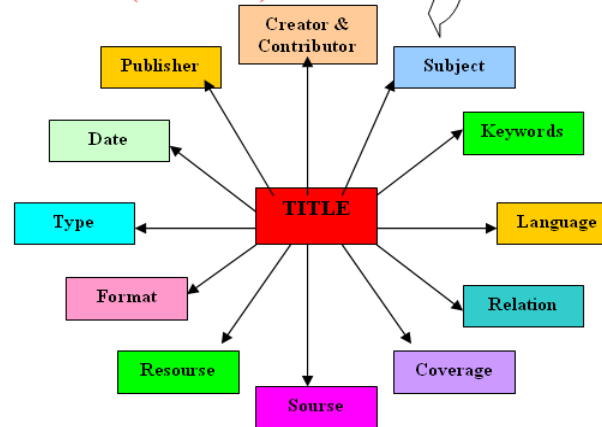 Creator &
Contributor
Publisher
Subject
Keywords
Date
TITLE
Type
Language
Format
Relation
Resourse
Coverage
Sourse